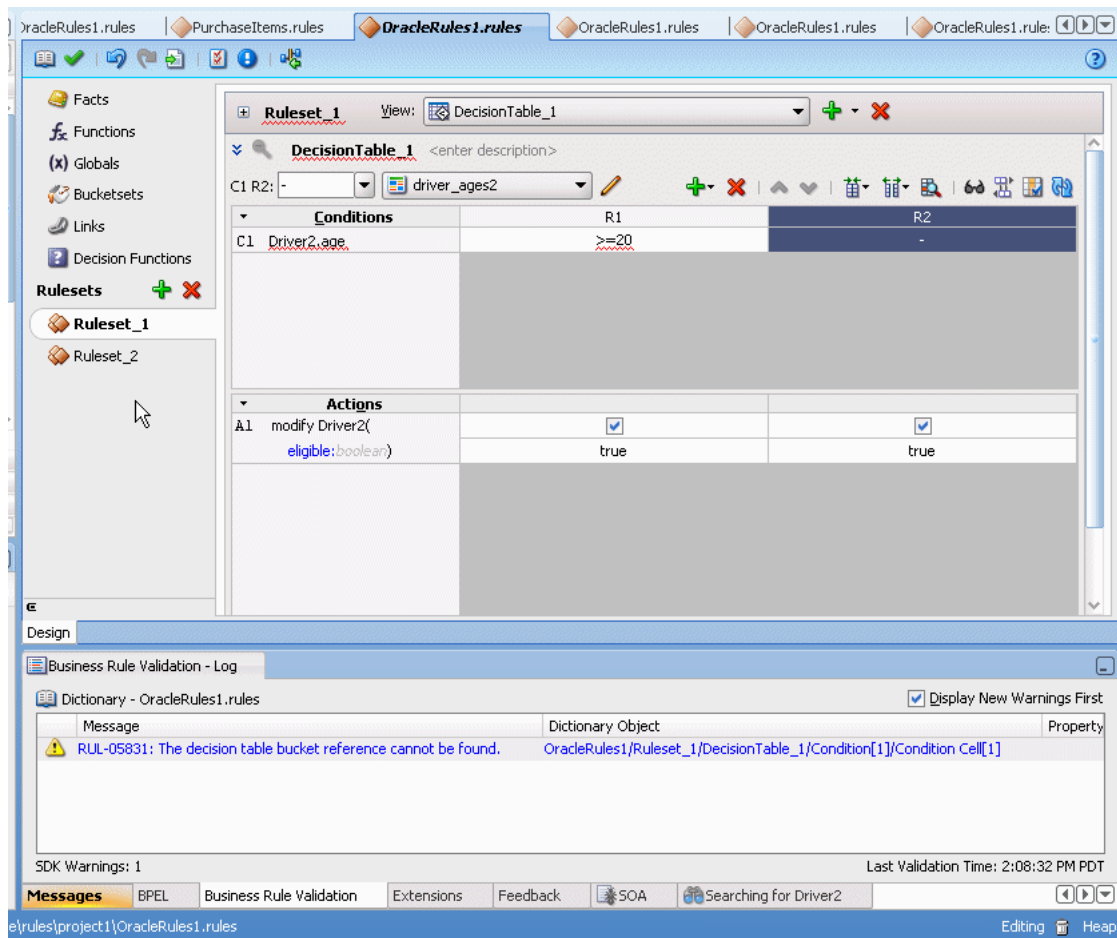 OracleRules1.rules PurchaseItems.rules OracleRules1.rules OracleRules1.rules OracleRules1.rules OracleRules1.rule:
Facts
Functions
(x) Globals
Bucketsets
Links
Decision Functions
Rulesets
Ruleset_1
Ruleset_2
Ruleset_1 View: DecisionTable_1
DecisionTable_1 <enter description>
C1 R2: - driver_ages2
Conditions R1 R2
C1 Driver2.age >=20 -
Actions
A1 modify Driver2(
eligible:boolean) true true
Design
Business Rule Validation - Log
Dictionary - OracleRules1.rules Display New Warnings First
Message Dictionary Object Property
RUL-05831: The decision table bucket reference cannot be found. OracleRules1/Ruleset_1/DecisionTable_1/Condition[1]/Condition Cell[1]
SDK Warnings: 1 Last Validation Time: 2:08:32 PM PDT
Messages BPEL Business Rule Validation Extensions Feedback SOA Searching for Driver2
e\rules\project1\OracleRules1.rules Editing Heap